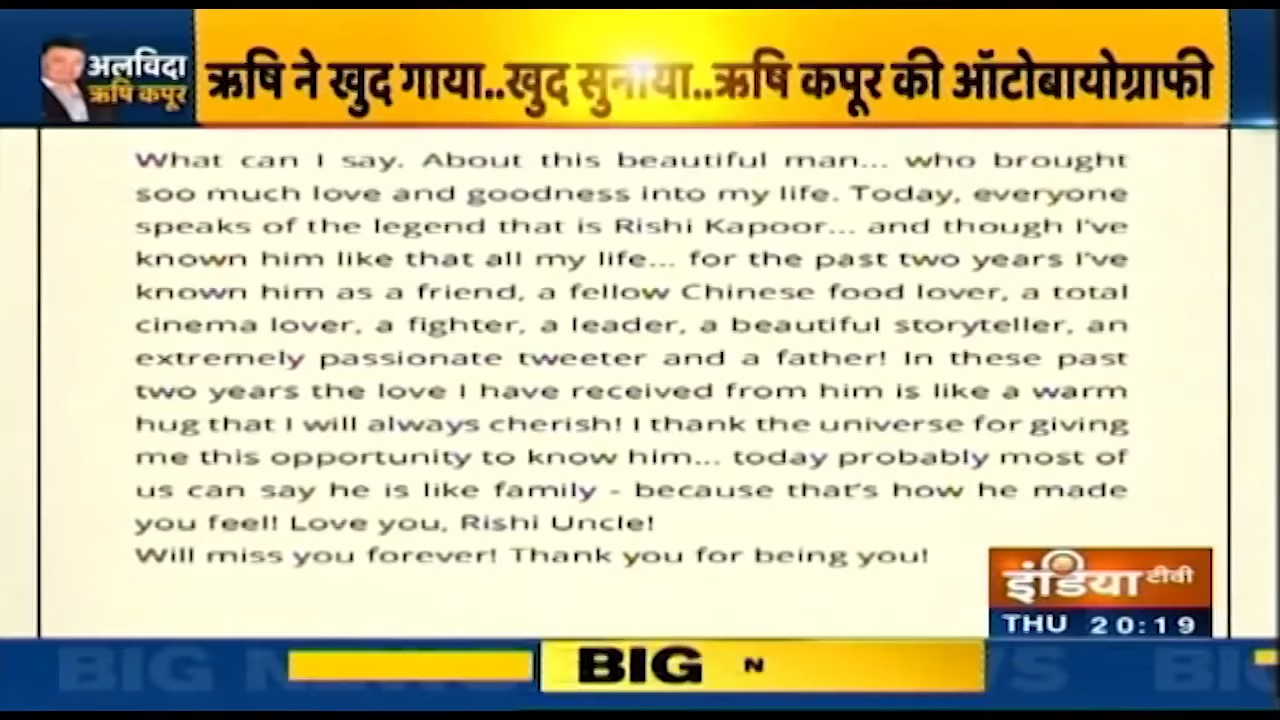 अलविदा
ऋषि कपूर
ऋषि ने खुद गाया..खुद सुनाया..ऋषि कपूर की ऑटोबायोग्राफी
What can I say. About this beautiful man... who brought
soo much love and goodness into my life. Today, everyone
speaks of the legend that is Rishi Kapoor... and though I've
known him like that all my life... for the past two years I've
known him as a friend, a fellow Chinese food lover, a total
cinema lover, a fighter, a leader, a beautiful storyteller, an
extremely passionate tweeter and a father! In these past
two years the love I have received from him is like a warm
hug that I will always cherish! I thank the universe for giving
me this opportunity to know him... today probably most of
us can say he is like family - because that's how he made
you feel! Love you, Rishi Uncle!
Will miss you forever! Thank you for being you!
इंडिया टीवी
THU 20:19
BIG N